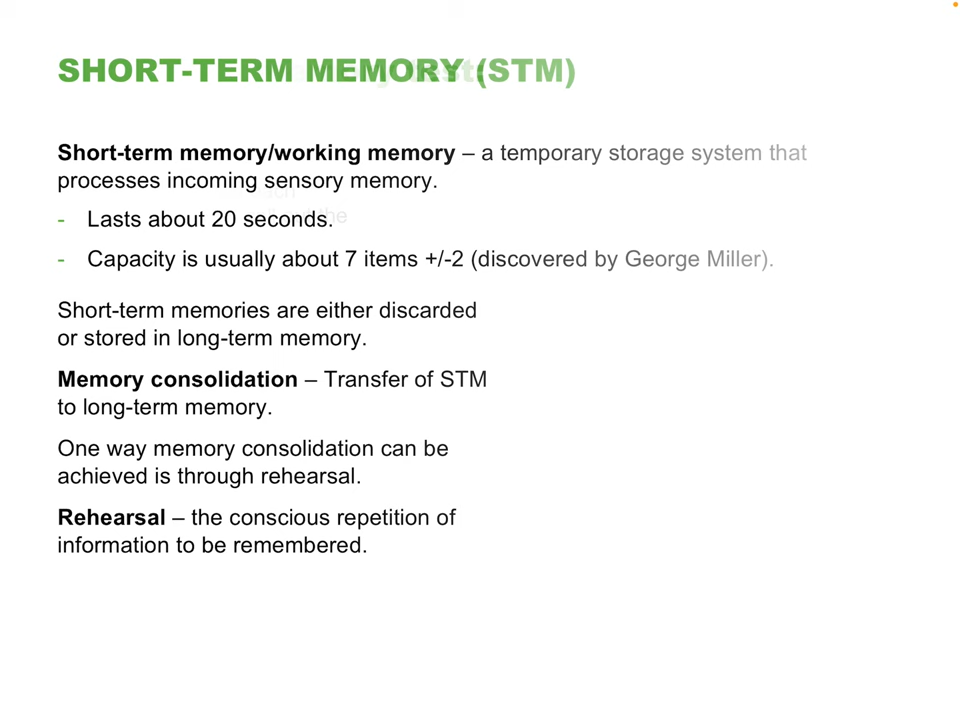 SHORT-TERM MEMORY (STM)
Short-term memory/working memory – a temporary storage system that
processes incoming sensory memory.
- Lasts about 20 seconds.
- Capacity is usually about 7 items +/-2 (discovered by George Miller).
Short-term memories are either discarded
or stored in long-term memory.
Memory consolidation – Transfer of STM
to long-term memory.
One way memory consolidation can be
achieved is through rehearsal.
Rehearsal – the conscious repetition of
information to be remembered.